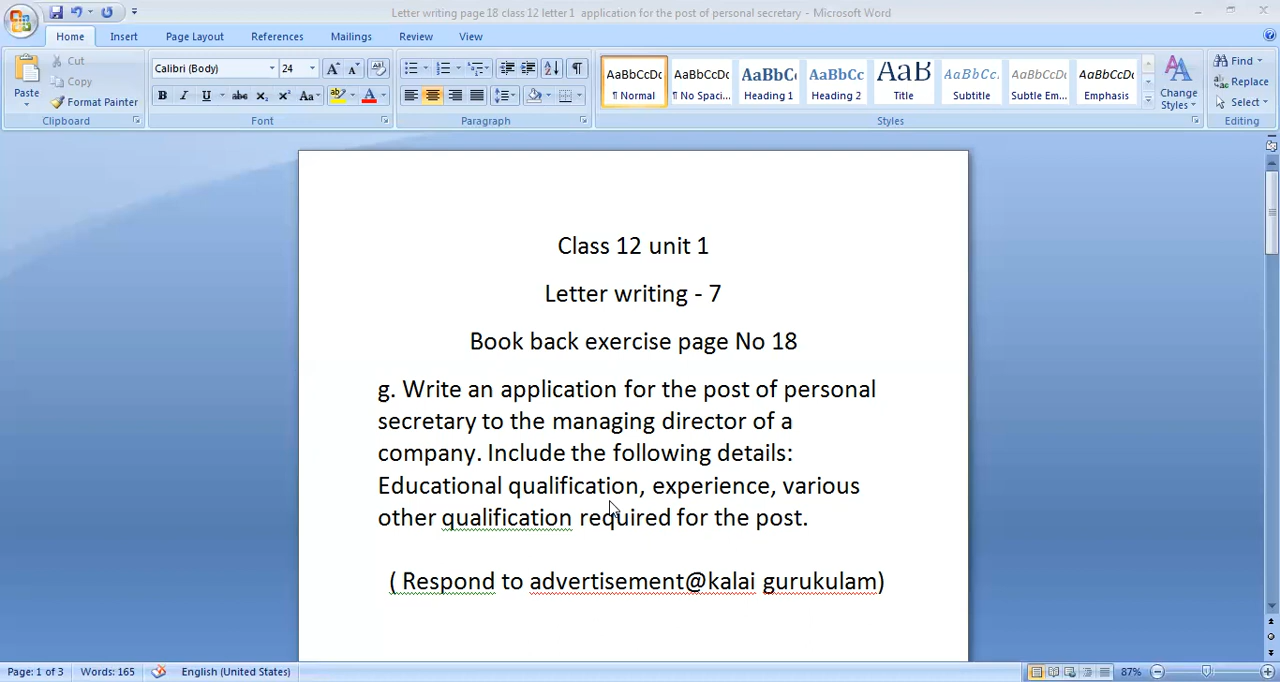 Letter writing page 18 class 12 letter 1 application for the post of personal secretary - Microsoft Word
Home Insert Page Layout References Mailings Review View
Paste
Cut
Copy
Format Painter
Clipboard
Calibri (Body) 24
B I U abc x₂ x² Aa
Font
Paragraph
AaBbCcDc AaBbCcDc AaBbC AaBbCc AaB AaBbCc. AaBbCcDc AaBbCcDc
¶ Normal ¶ No Spaci... Heading 1 Heading 2 Title Subtitle Subtle Em... Emphasis
Change Styles
Styles
Find
Replace
Select
Editing
Class 12 unit 1
Letter writing - 7
Book back exercise page No 18
g. Write an application for the post of personal
secretary to the managing director of a
company. Include the following details:
Educational qualification, experience, various
other qualification required for the post.
( Respond to advertisement@kalai gurukulam)
Page: 1 of 3 Words: 165 English (United States) 87%